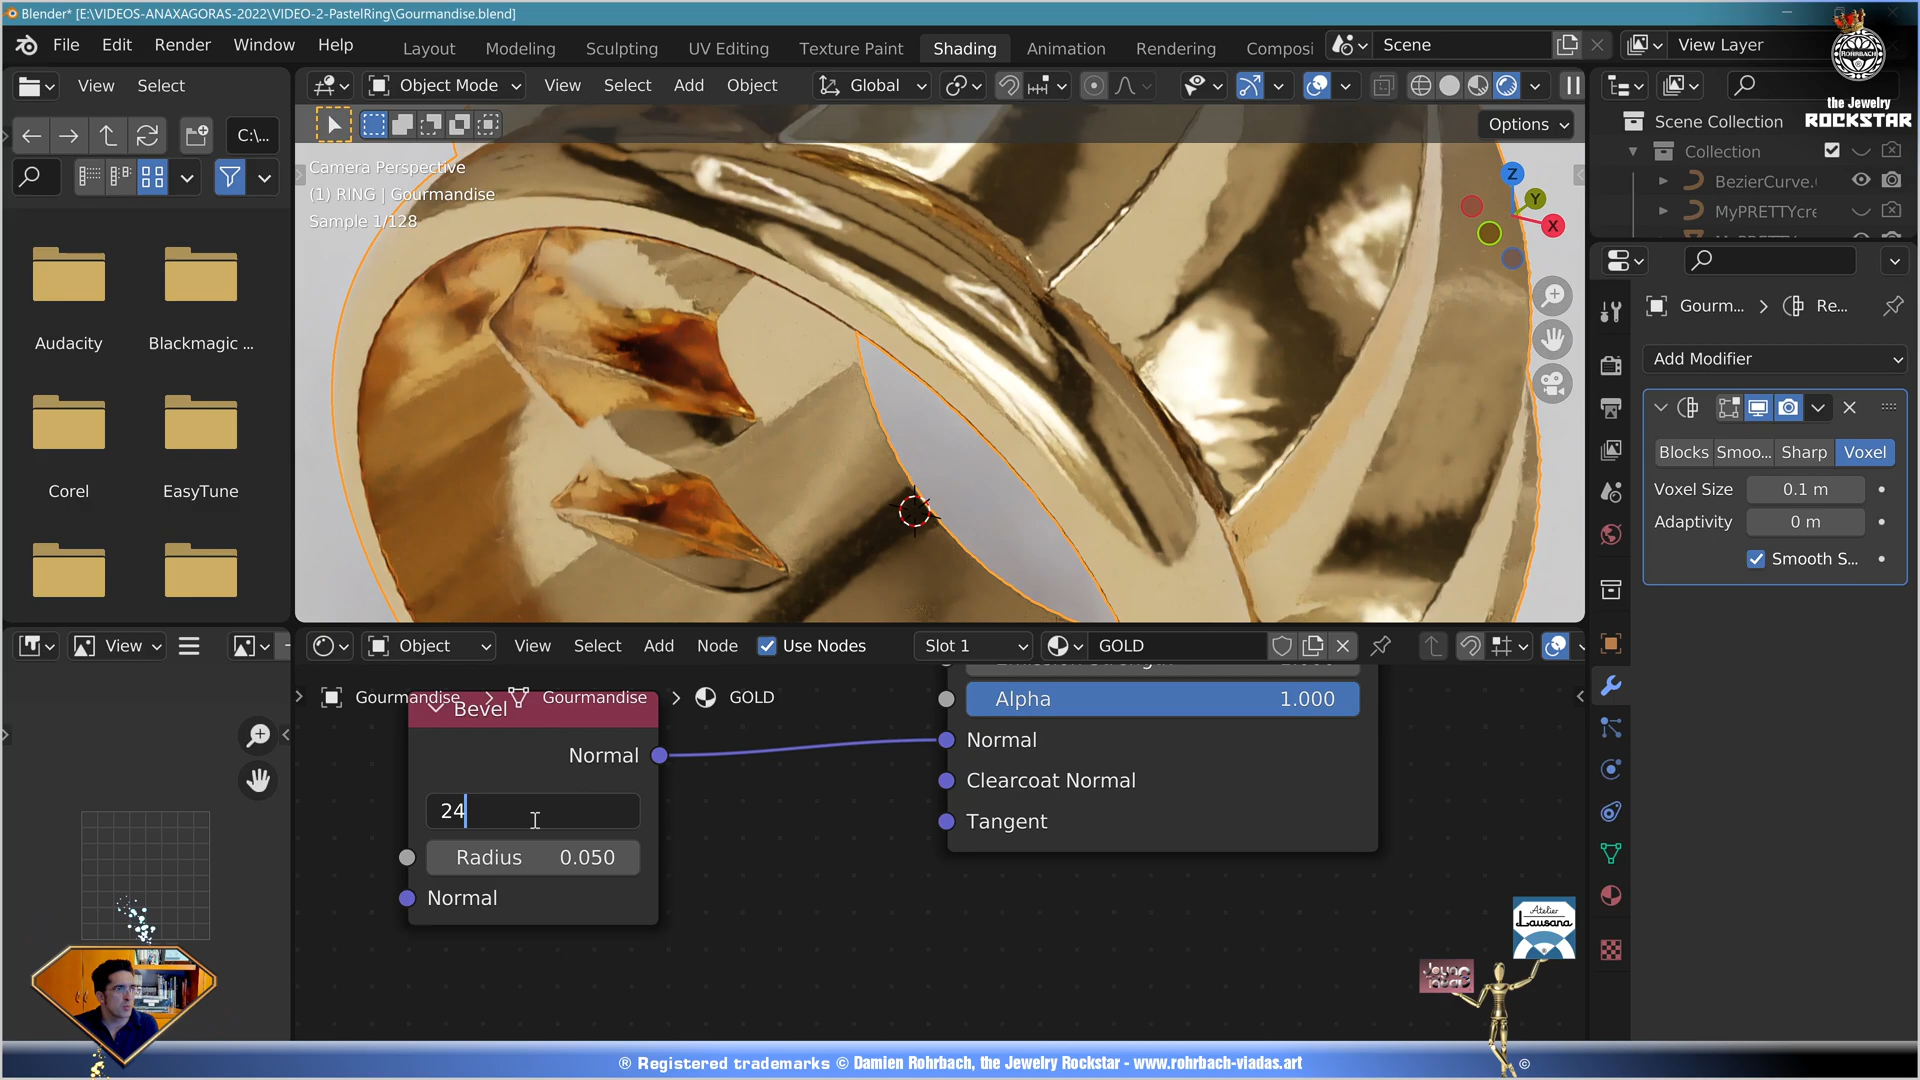 Blender* [E:\VIDEOS-ANAXAGORAS-2022\VIDEO-2-PastelRing\Gourmandise.blend]
File Edit Render Window Help
Layout Modeling Sculpting UV Editing Texture Paint Shading Animation Rendering Composi
Scene
View Layer
ROHRBACH
the Jewelry
ROCKSTAR
View Select
Object Mode View Select Add Object
Global
C:\...
Options
Scene Collection
Collection
BezierCurve.
MyPRETTYcre
Camera Perspective
(1) RING | Gourmandise
Sample 1/128
Z
Y
X
Audacity
Blackmagic ...
Corel
EasyTune
Gourm... Re...
Add Modifier
Blocks Smoo... Sharp Voxel
Voxel Size 0.1 m
Adaptivity 0 m
Smooth S...
View
Object View Select Add Node Use Nodes
Slot 1
GOLD
Gourmandise Gourmandise GOLD
Bevel
Normal
24
Radius 0.050
Normal
Alpha 1.000
Normal
Clearcoat Normal
Tangent
Atelier
Lausana
® Registered trademarks © Damien Rohrbach, the Jewelry Rockstar - www.rohrbach-viadas.art
©